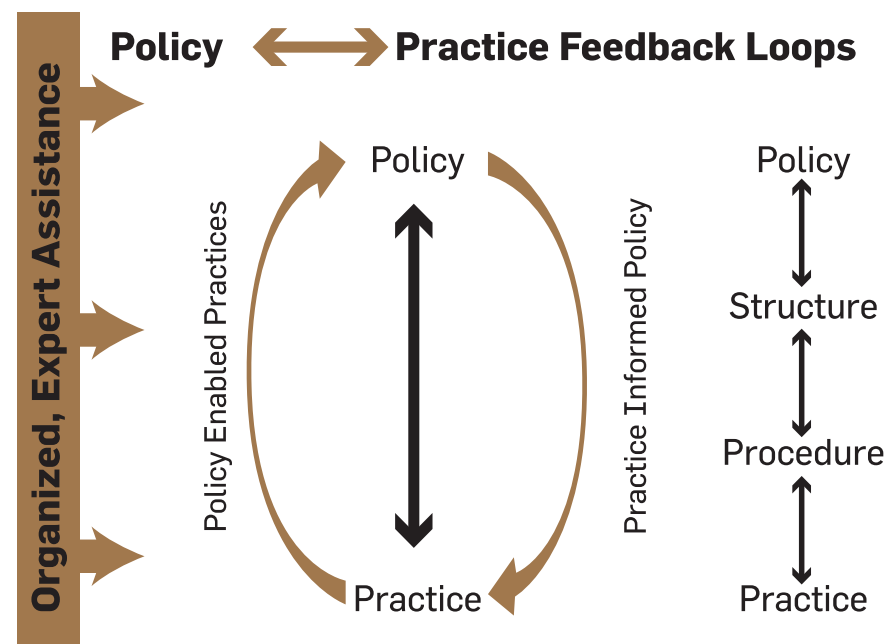 Policy Practice Feedback Loops
Organized, Expert Assistance
Policy Enabled Practices
Policy
Practice
Practice Informed Policy
Policy
Structure
Procedure
Practice